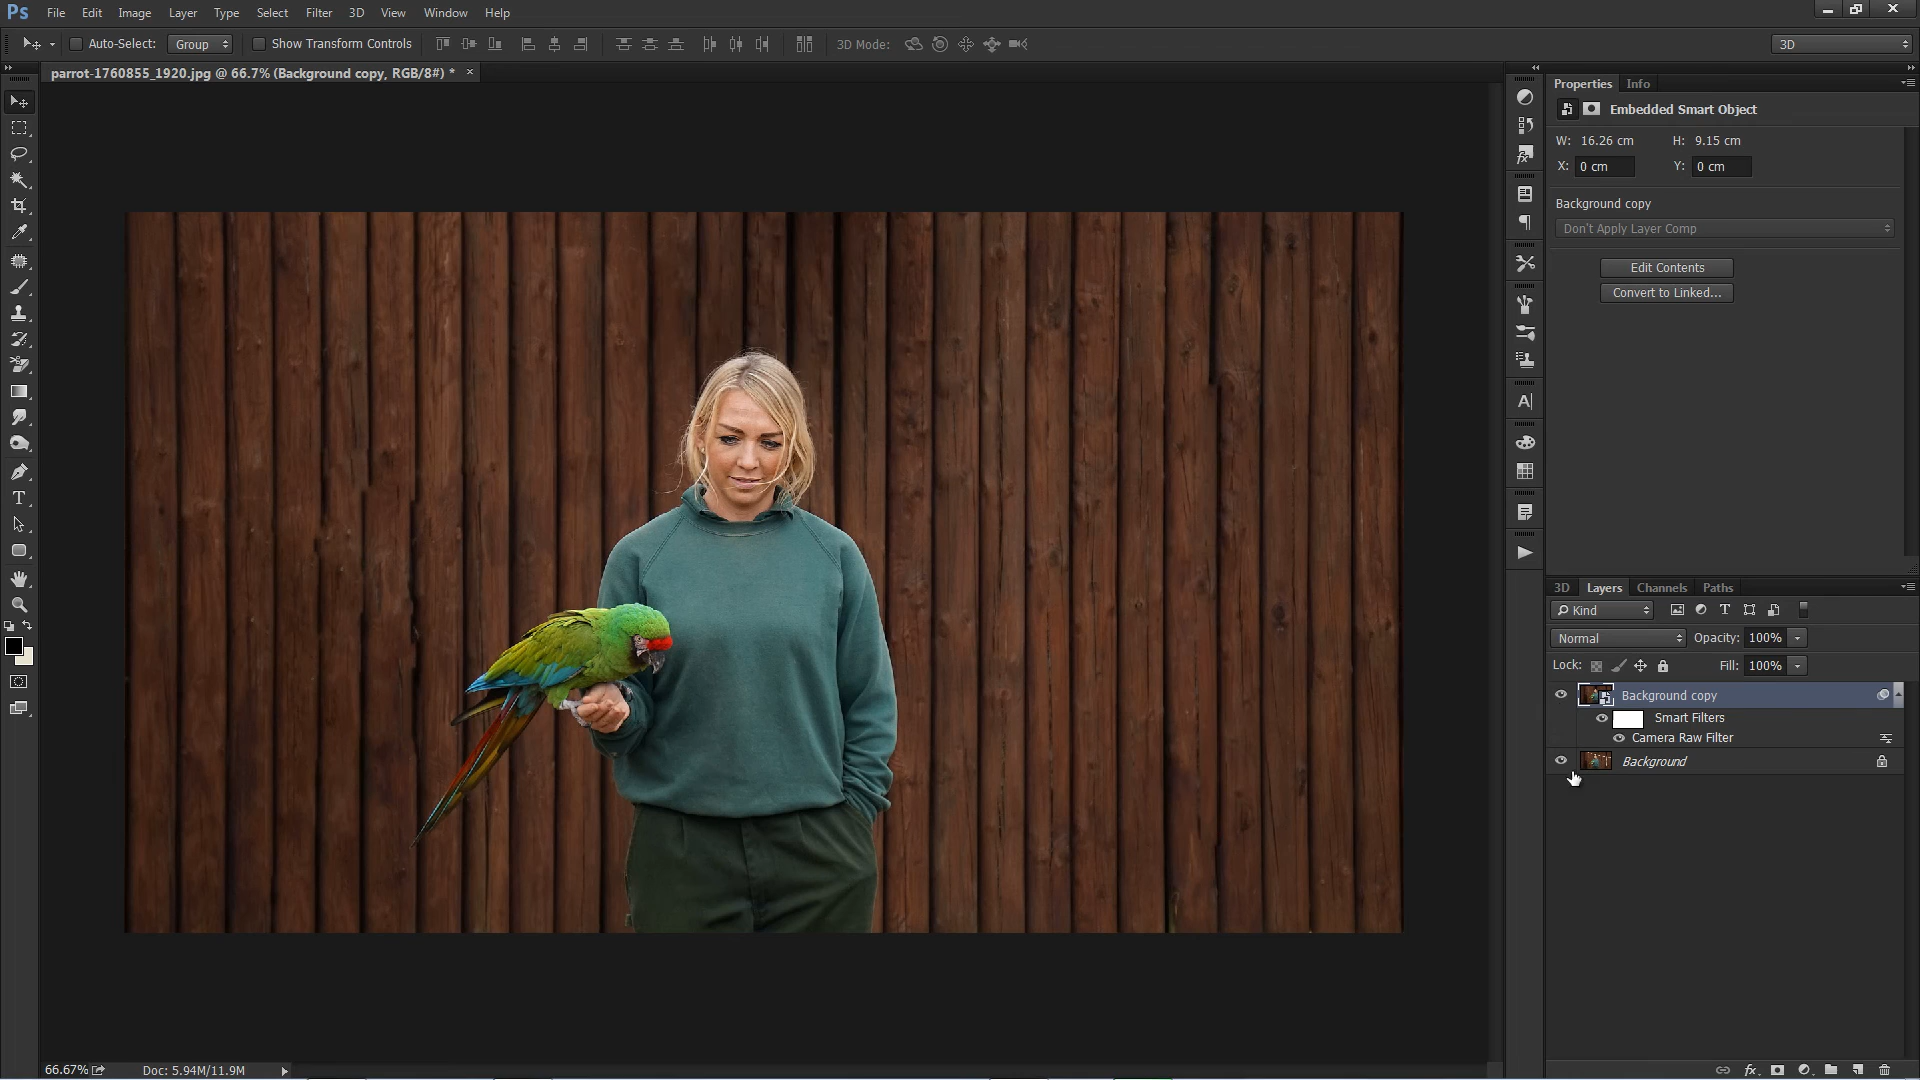 Ps File Edit Image Layer Type Select Filter 3D View Window Help
Auto-Select: Group Show Transform Controls 3D Mode: 3D
parrot-1760855_1920.jpg @ 66.7% (Background copy, RGB/8#) * ×
Properties Info
Embedded Smart Object
W: 16.26 cm H: 9.15 cm
X: 0 cm Y: 0 cm
Background copy
Don't Apply Layer Comp
Edit Contents
Convert to Linked...
3D Layers Channels Paths
Kind
Normal Opacity: 100%
Lock: Fill: 100%
Background copy
Smart Filters
Camera Raw Filter
Background
66.67% Doc: 5.94M/11.9M